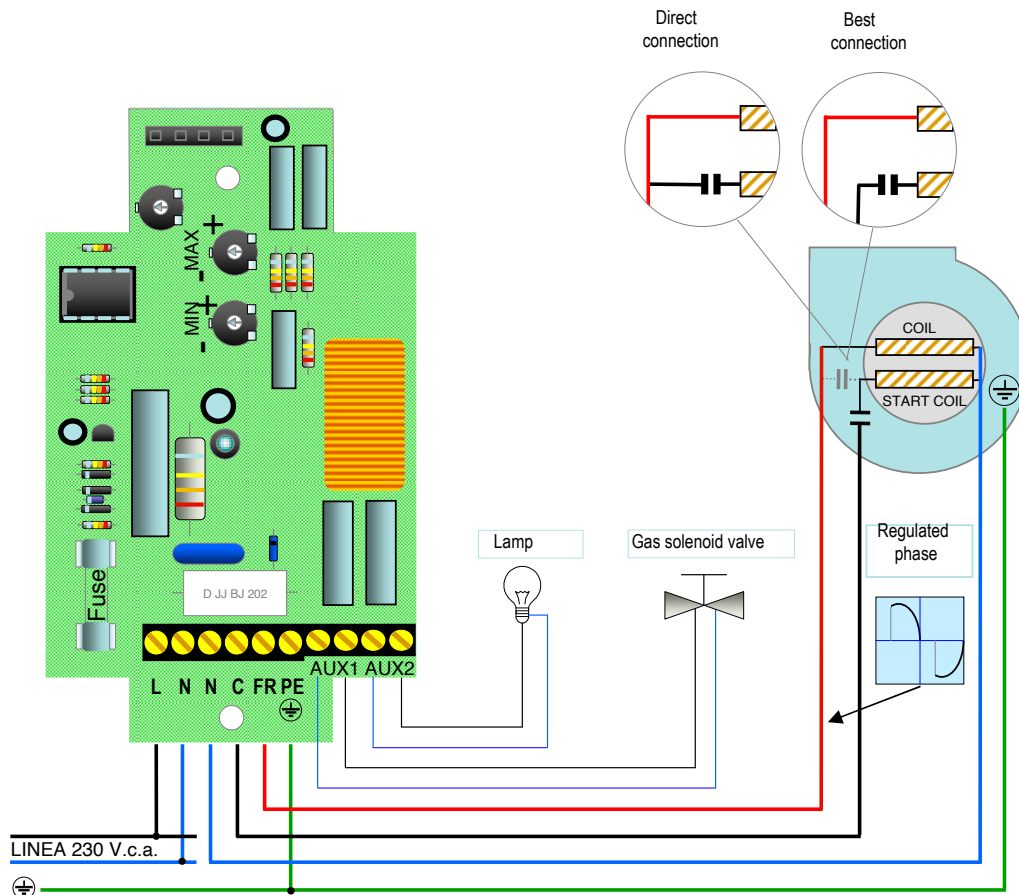 Direct
connection
Best
connection
+
MAX
-
+
MIN
-
COIL
START COIL
Lamp
Gas solenoid valve
Regulated
phase
Fuse
D JJ BJ 202
AUX1 AUX2
L N N C FR PE
LINEA 230 V.c.a.